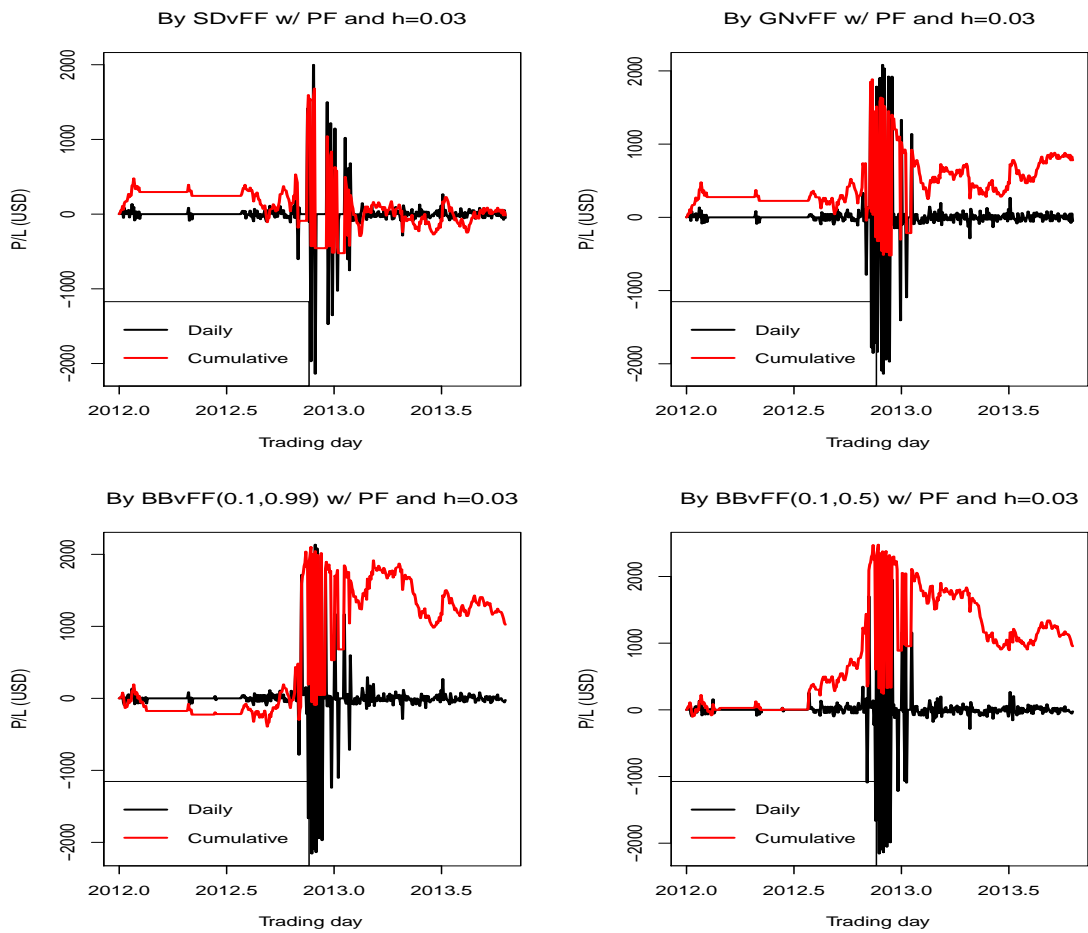 By SDvFF w/ PF and h=0.03
P/L (USD)
2000
1000
0
−1000
−2000
Daily
Cumulative
2012.0 2012.5 2013.0 2013.5
Trading day
By GNvFF w/ PF and h=0.03
P/L (USD)
2000
1000
0
−1000
−2000
Daily
Cumulative
2012.0 2012.5 2013.0 2013.5
Trading day
By BBvFF(0.1,0.99) w/ PF and h=0.03
P/L (USD)
2000
1000
0
−1000
−2000
Daily
Cumulative
2012.0 2012.5 2013.0 2013.5
Trading day
By BBvFF(0.1,0.5) w/ PF and h=0.03
P/L (USD)
2000
1000
0
−1000
−2000
Daily
Cumulative
2012.0 2012.5 2013.0 2013.5
Trading day